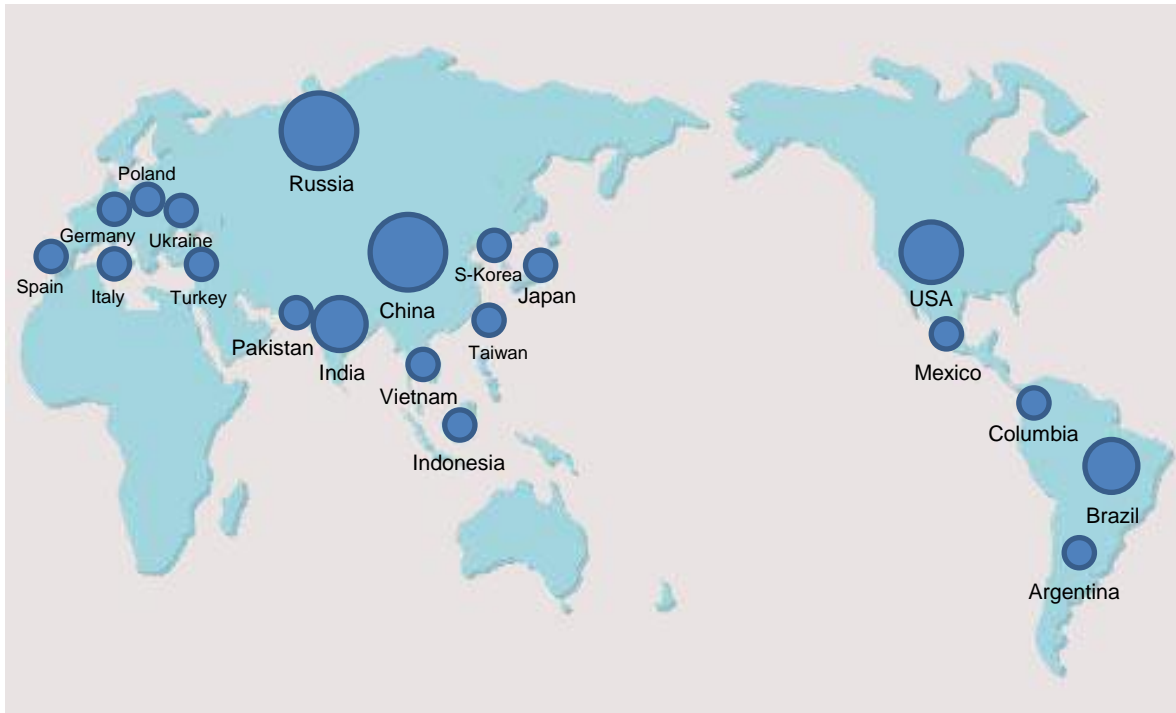 Poland
Russia
Germany
Ukraine
S-Korea
Spain
Italy
Turkey
China
Japan
USA
Pakistan
India
Taiwan
Mexico
Vietnam
Columbia
Indonesia
Brazil
Argentina